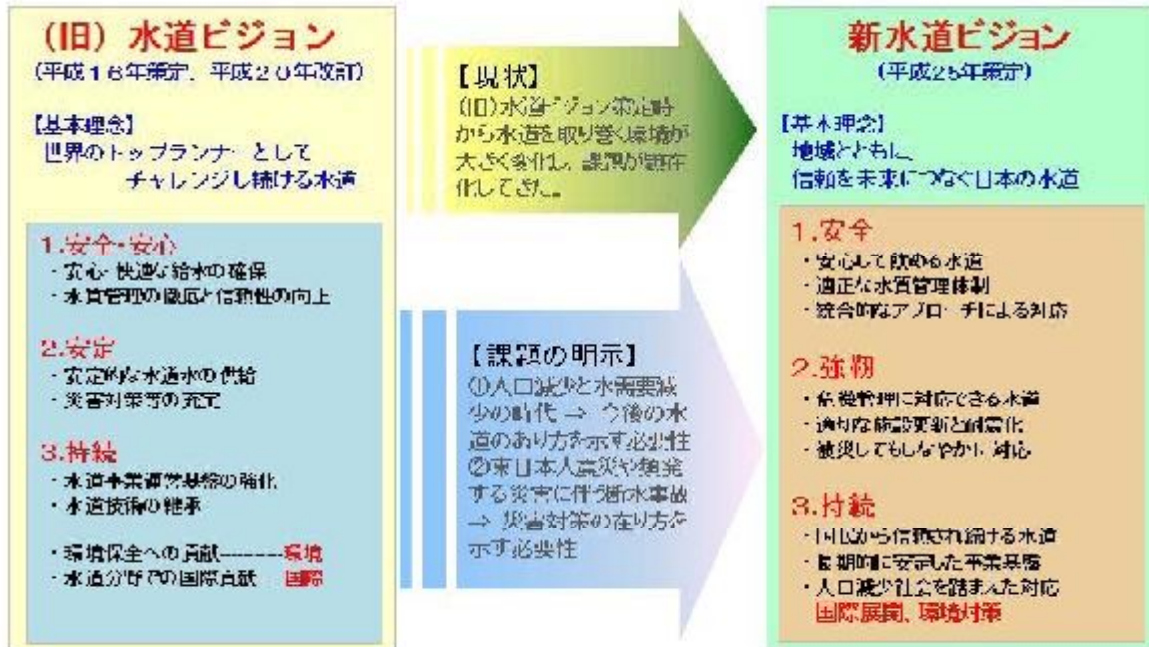 (旧) 水道ビジョン
(平成16年策定、平成20年改訂)
【基本理念】
世界のトップランナーとして
チャレンジし続ける水道
1.安全・安心
・安心・快適な給水の確保
・水質管理の徹底と信頼性の向上
2.安定
・安定的な水道水の供給
・災害対策等の充実
3.持続
・水道事業運営基盤の強化
・水道技術の継承
・環境保全への貢献-------環境
・水道分野での国際貢献 国際
【現状】
(旧)水道ビジョン策定時
から水道を取り巻く環境が
大きく変化し、課題が顕在
化してきた。
【課題の明示】
①人口減少と水需要減
少の時代 ⇒ 今後の水
道のあり方を示す必要性
②東日本大震災や頻発
する災害に伴う断水事故
⇒ 災害対策の在り方を
示す必要性
新水道ビジョン
(平成25年策定)
【基本理念】
地域とともに、
信頼を未来につなぐ日本の水道
1.安全
・安心して飲める水道
・適正な水質管理体制
・統合的なアプローチによる対応
2.強靭
・危機管理に対応できる水道
・適切な施設更新と耐震化
・被災してもしなやかに対応
3.持続
・国民から信頼され続ける水道
・長期的に安定した事業基盤
・人口減少社会を踏まえた対応
国際展開、環境対策